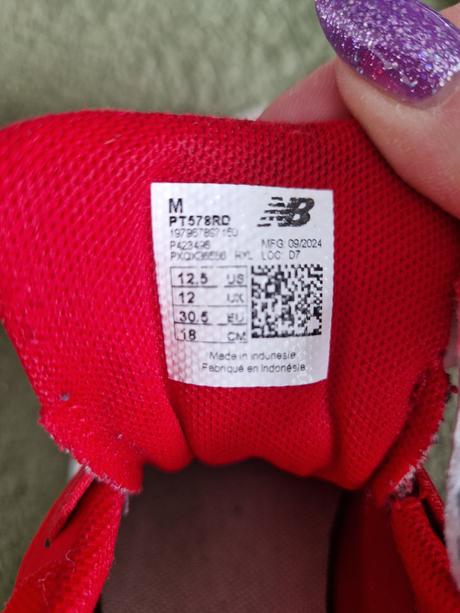 M
PT578RD
NB
P423496
MFG 09/2024
LOC: D7
12.5 US
12 UK
30.5 EU
18 CM
Made in Indonesia
Fabriqué en Indonésie